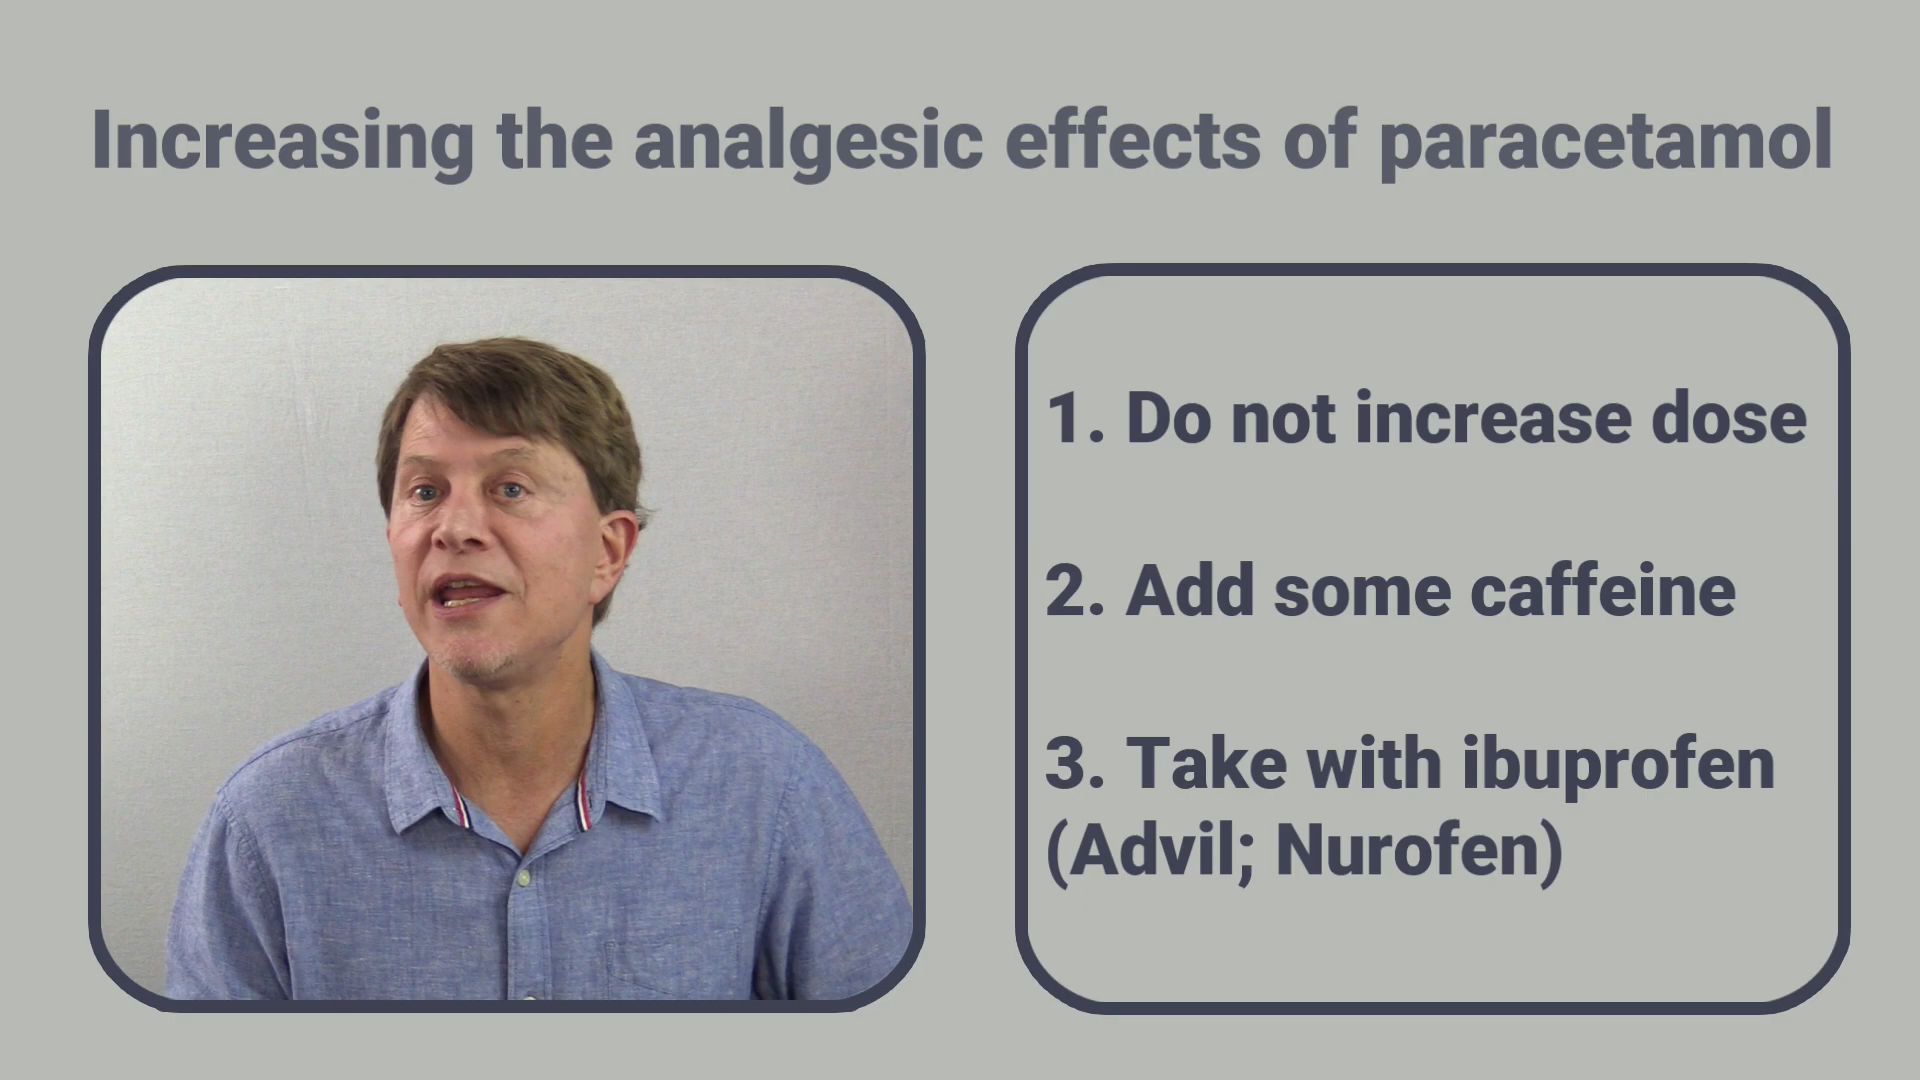 Increasing the analgesic effects of paracetamol
1. Do not increase dose
2. Add some caffeine
3. Take with ibuprofen
(Advil; Nurofen)